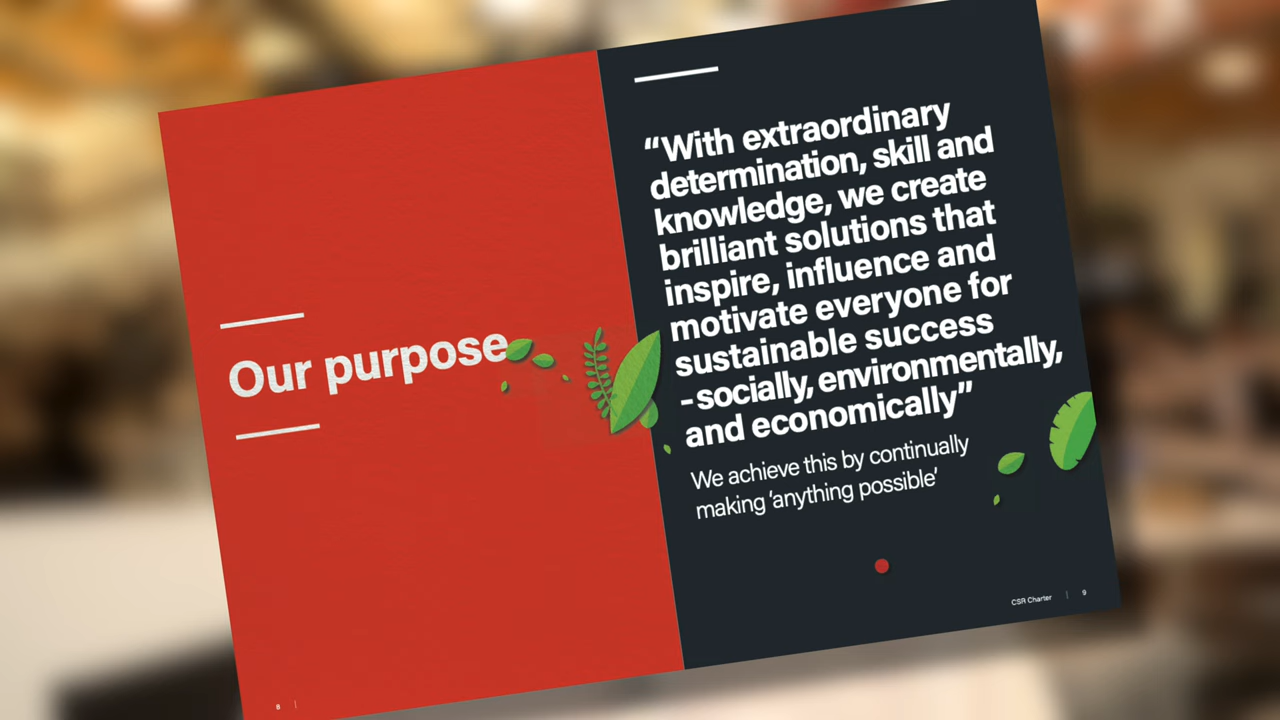 Our purpose
8 |
“With extraordinary
determination, skill and
knowledge, we create
brilliant solutions that
inspire, influence and
motivate everyone for
sustainable success
- socially, environmentally,
and economically”
We achieve this by continually
making ‘anything possible’
CSR Charter | 9